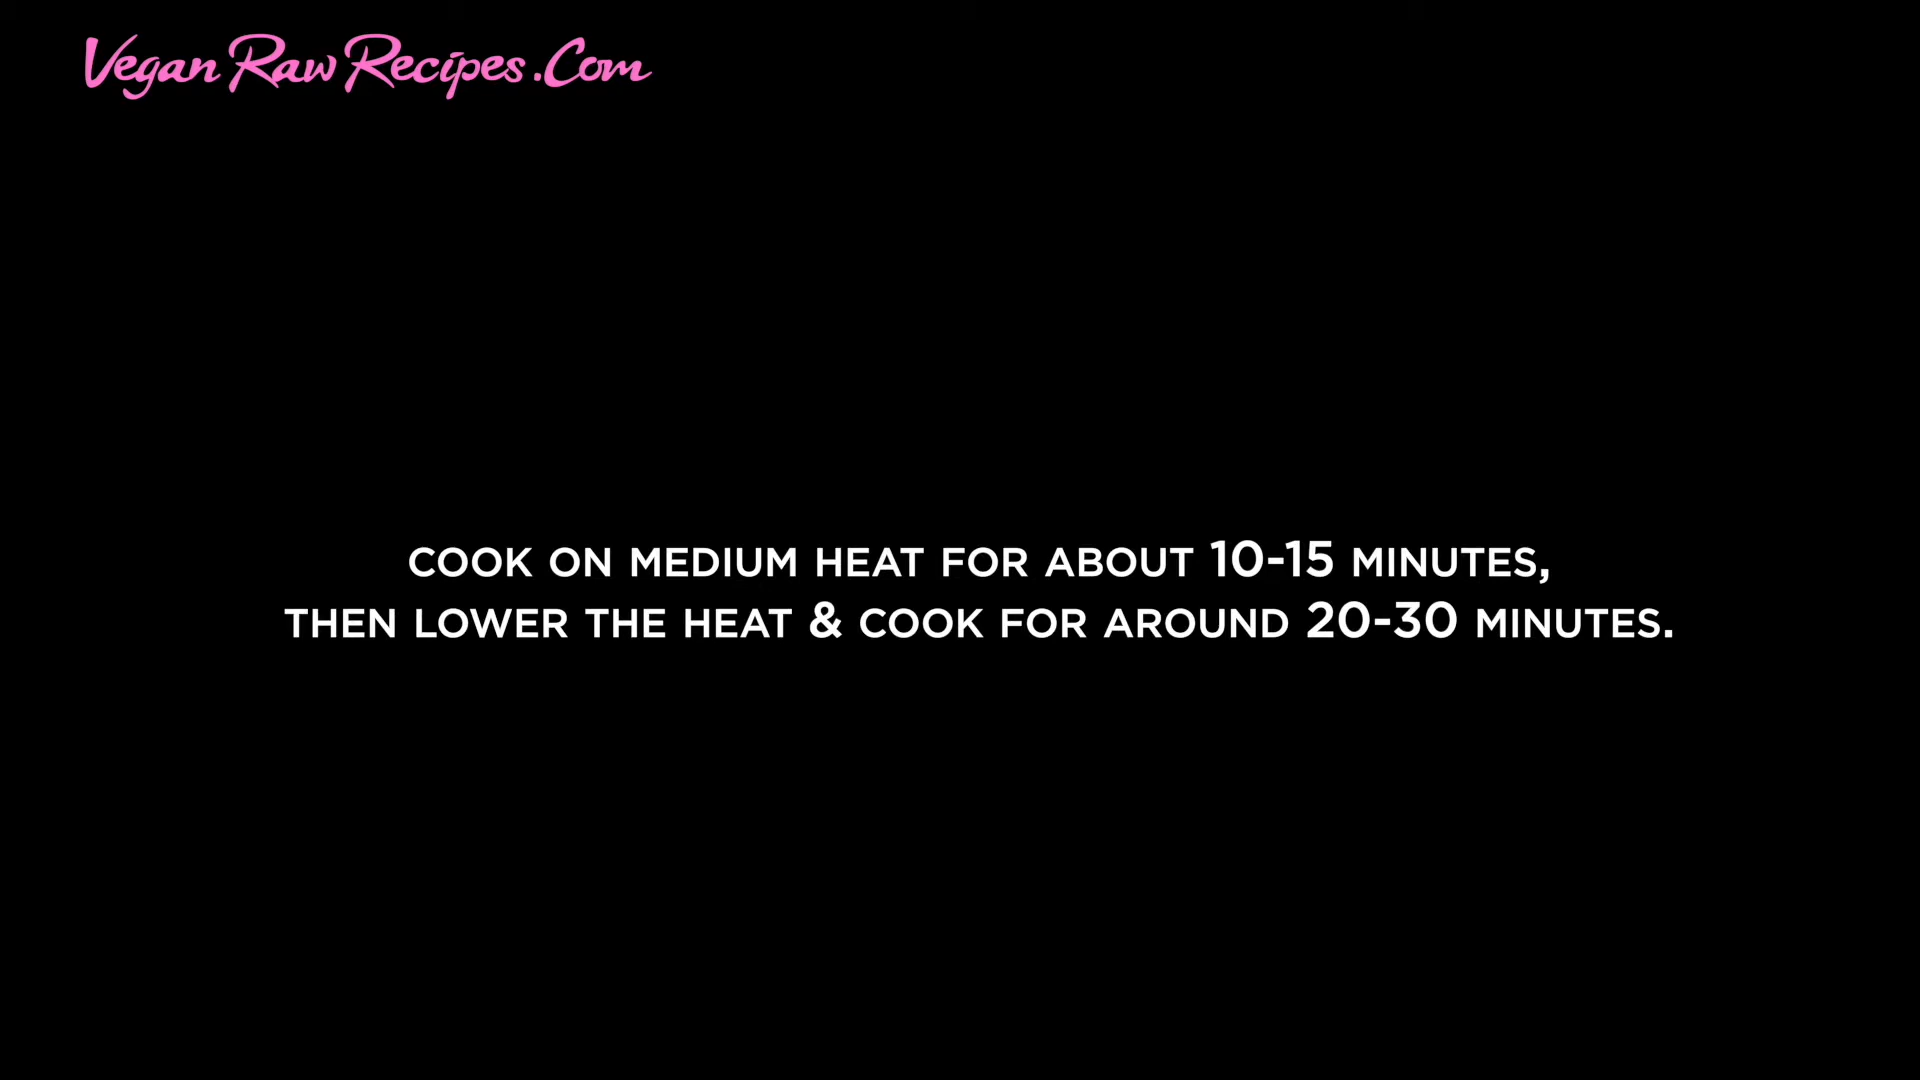 Vegan Raw Recipes.Com
COOK ON MEDIUM HEAT FOR ABOUT 10-15 MINUTES,
THEN LOWER THE HEAT & COOK FOR AROUND 20-30 MINUTES.